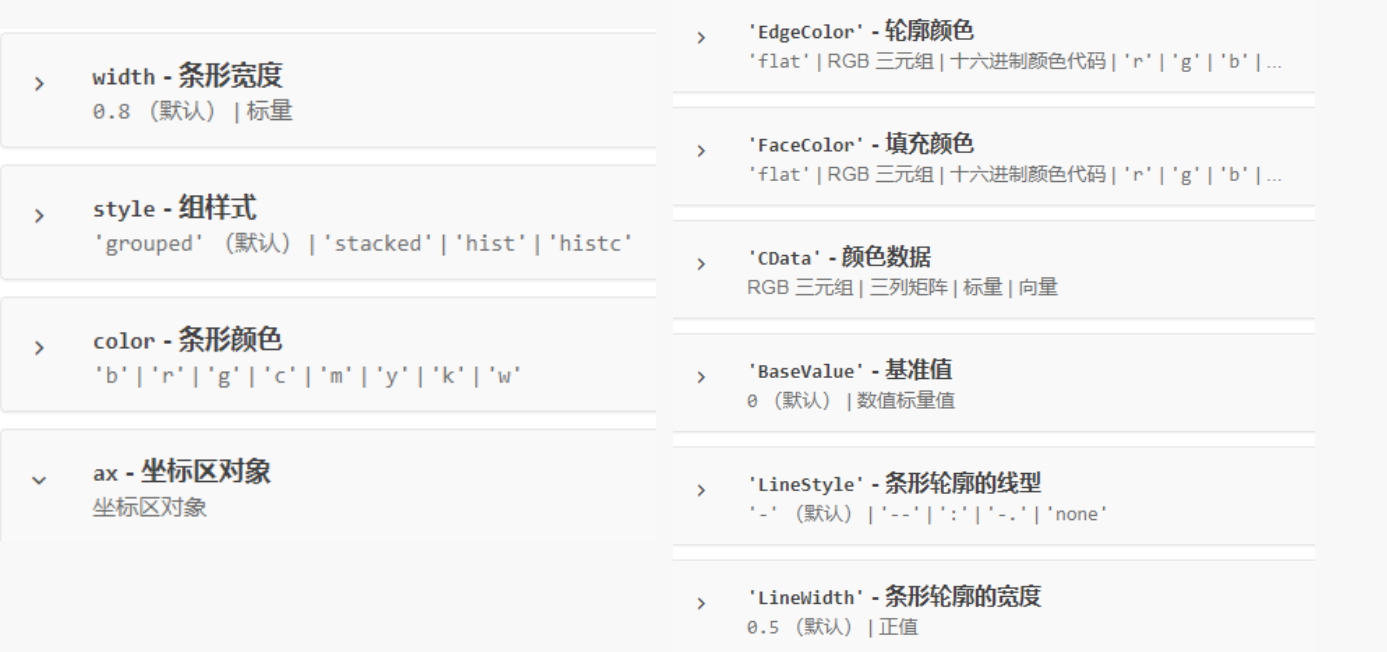 width - 条形宽度
0.8 （默认） | 标量
style - 组样式
'grouped' （默认） | 'stacked' | 'hist' | 'histc'
color - 条形颜色
'b' | 'r' | 'g' | 'c' | 'm' | 'y' | 'k' | 'w'
ax - 坐标区对象
坐标区对象
'EdgeColor' - 轮廓颜色
'flat' | RGB 三元组 | 十六进制颜色代码 | 'r' | 'g' | 'b' | ...
'FaceColor' - 填充颜色
'flat' | RGB 三元组 | 十六进制颜色代码 | 'r' | 'g' | 'b' | ...
'CData' - 颜色数据
RGB 三元组 | 三列矩阵 | 标量 | 向量
'BaseValue' - 基准值
0 （默认） | 数值标量值
'LineStyle' - 条形轮廓的线型
'-' （默认） | '--' | ':' | '-.' | 'none'
'LineWidth' - 条形轮廓的宽度
0.5 （默认） | 正值